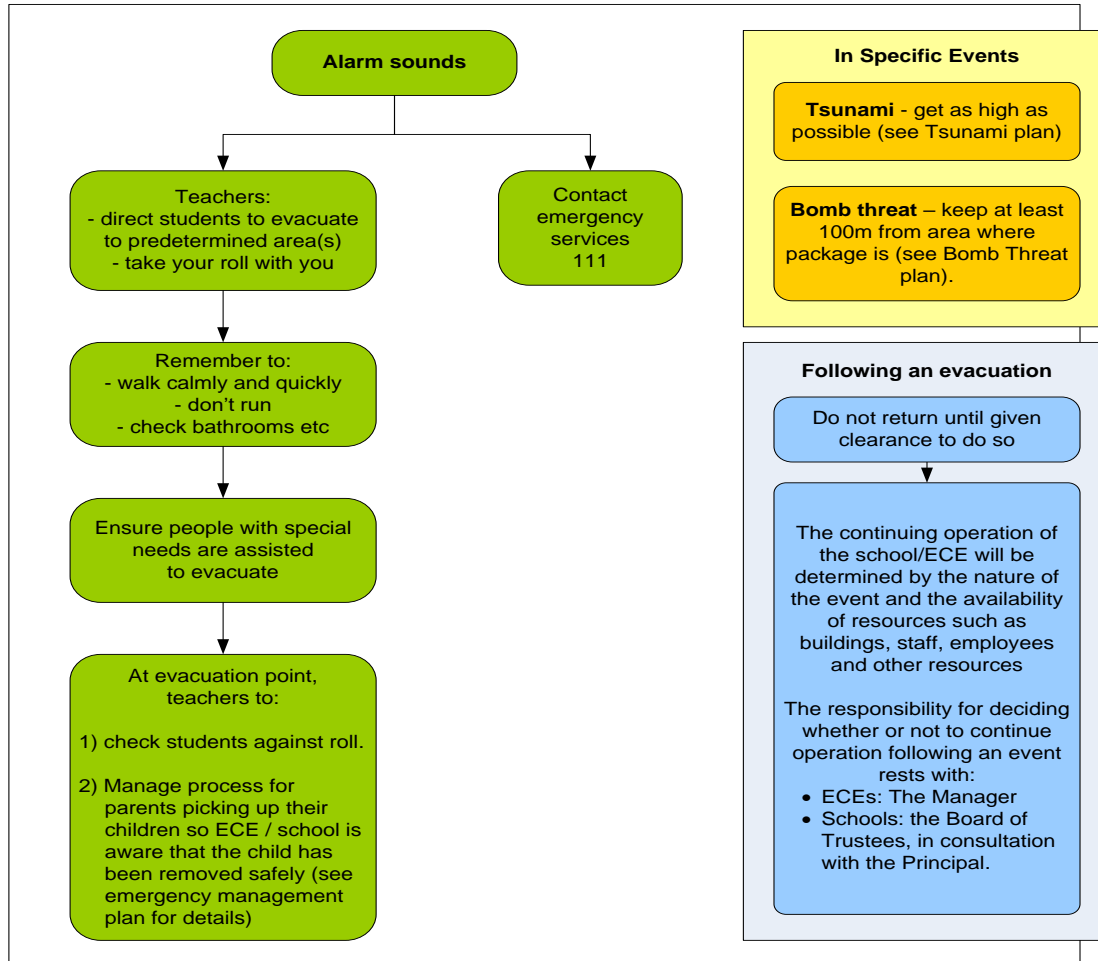 Alarm sounds
Teachers:
- direct students to evacuate
to predetermined area(s)
- take your roll with you
Contact
emergency
services
111
Remember to:
- walk calmly and quickly
- don’t run
- check bathrooms etc
Ensure people with special
needs are assisted
to evacuate
At evacuation point,
teachers to:
1) check students against roll.
2) Manage process for
parents picking up their
children so ECE / school is
aware that the child has
been removed safely (see
emergency management
plan for details)
In Specific Events
Tsunami - get as high as
possible (see Tsunami plan)
Bomb threat – keep at least
100m from area where
package is (see Bomb Threat
plan).
Following an evacuation
Do not return until given
clearance to do so
The continuing operation of
the school/ECE will be
determined by the nature of
the event and the availability
of resources such as
buildings, staff, employees
and other resources
The responsibility for deciding
whether or not to continue
operation following an event
rests with:
• ECEs: The Manager
• Schools: the Board of
Trustees, in consultation
with the Principal.